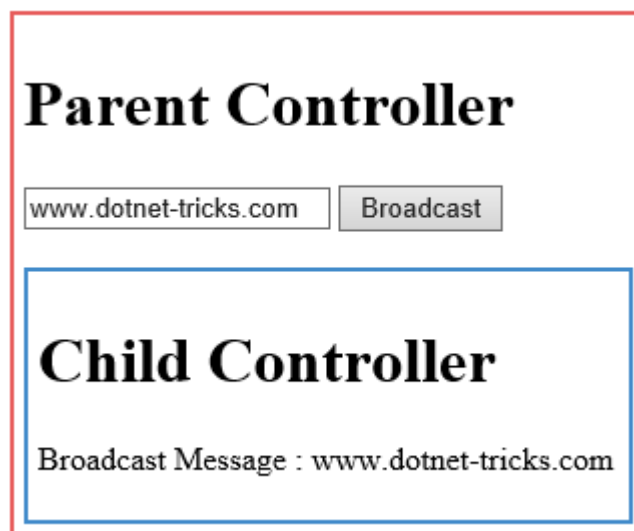 Parent Controller
www.dotnet-tricks.com Broadcast
Child Controller
Broadcast Message : www.dotnet-tricks.com